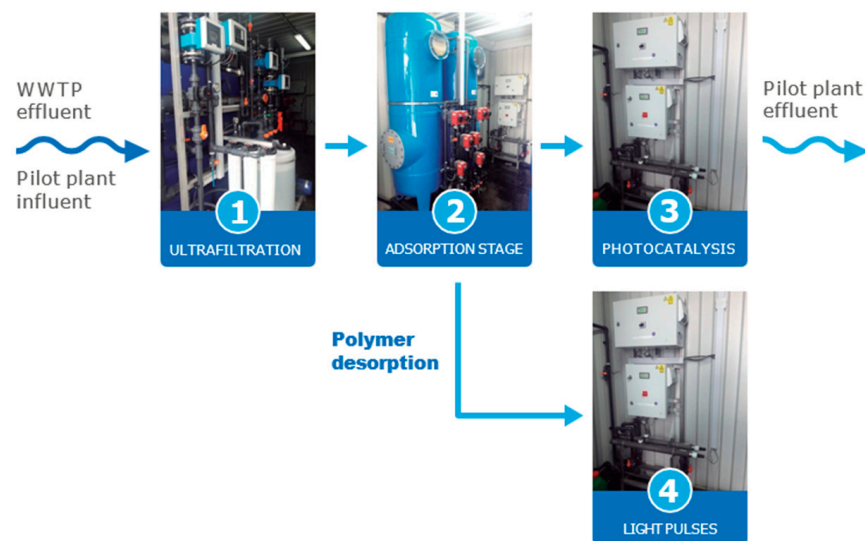 WWTP
effluent
Pilot plant
influent
1
ULTRAFILTRATION
2
ADSORPTION STAGE
3
PHOTOCATALYSIS
Pilot plant
effluent
Polymer
desorption
4
LIGHT PULSES